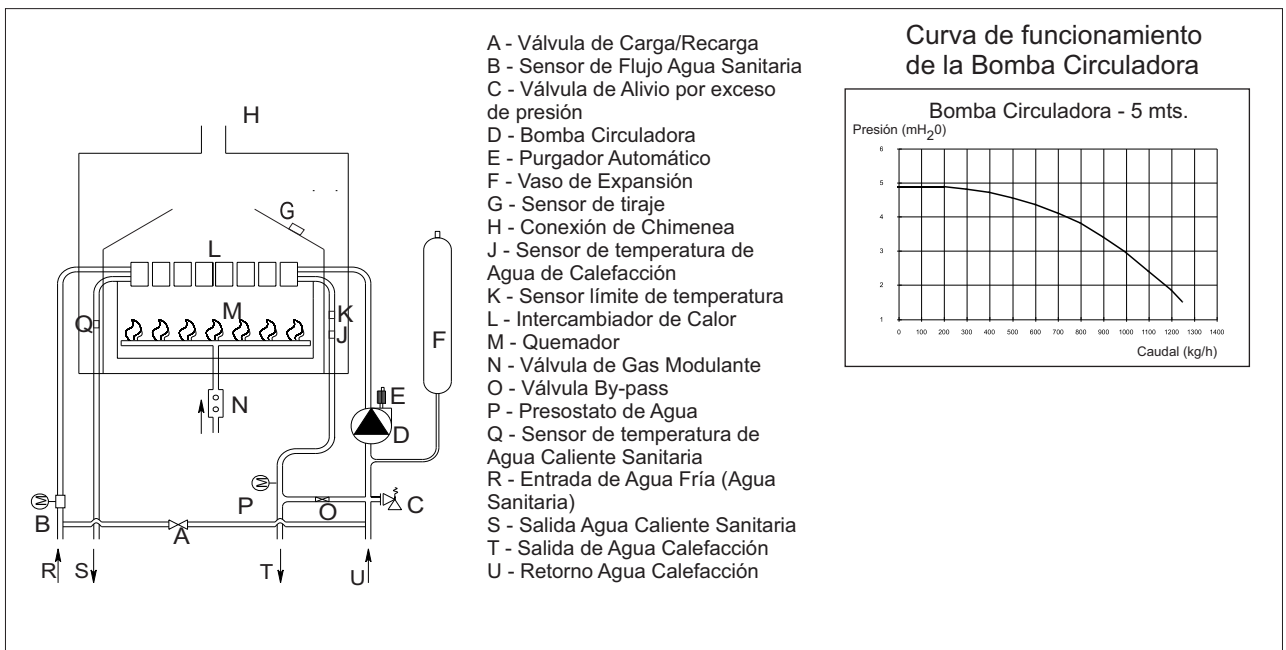 A - Válvula de Carga/Recarga
B - Sensor de Flujo Agua Sanitaria
C - Válvula de Alivio por exceso
de presión
D - Bomba Circuladora
E - Purgador Automático
F - Vaso de Expansión
G - Sensor de tiraje
H - Conexión de Chimenea
J - Sensor de temperatura de
Agua de Calefacción
K - Sensor límite de temperatura
L - Intercambiador de Calor
M - Quemador
N - Válvula de Gas Modulante
O - Válvula By-pass
P - Presostato de Agua
Q - Sensor de temperatura de
Agua Caliente Sanitaria
R - Entrada de Agua Fría (Agua
Sanitaria)
S - Salida Agua Caliente Sanitaria
T - Salida de Agua Calefacción
U - Retorno Agua Calefacción
Curva de funcionamiento
de la Bomba Circuladora
Bomba Circuladora - 5 mts.
Presión (mH₂0)
6
5
4
3
2
1
0 100 200 300 400 500 600 700 800 900 1000 1100 1200 1300 1400
Caudal (kg/h)
H
G
L
M
Q
K
J
F
N
E
D
P
O
C
B
A
R
S
T
U